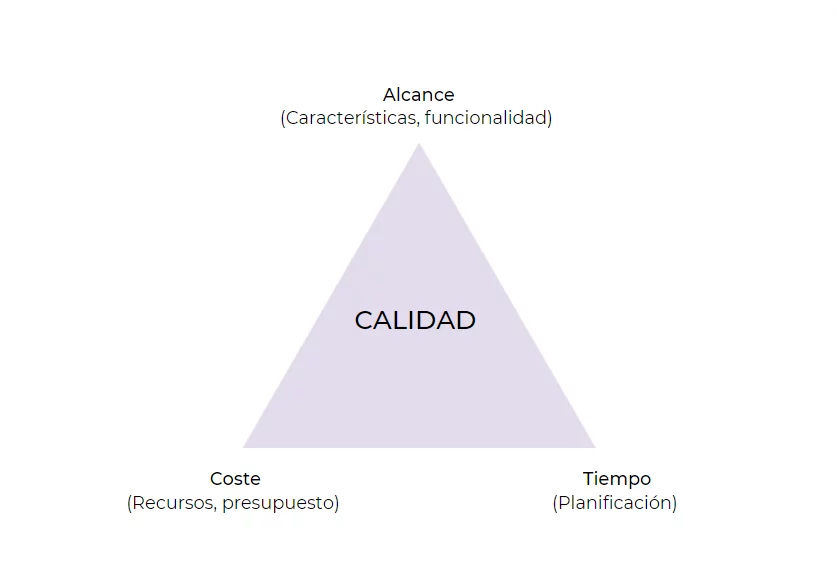 Alcance
(Características, funcionalidad)
CALIDAD
Coste
(Recursos, presupuesto)
Tiempo
(Planificación)